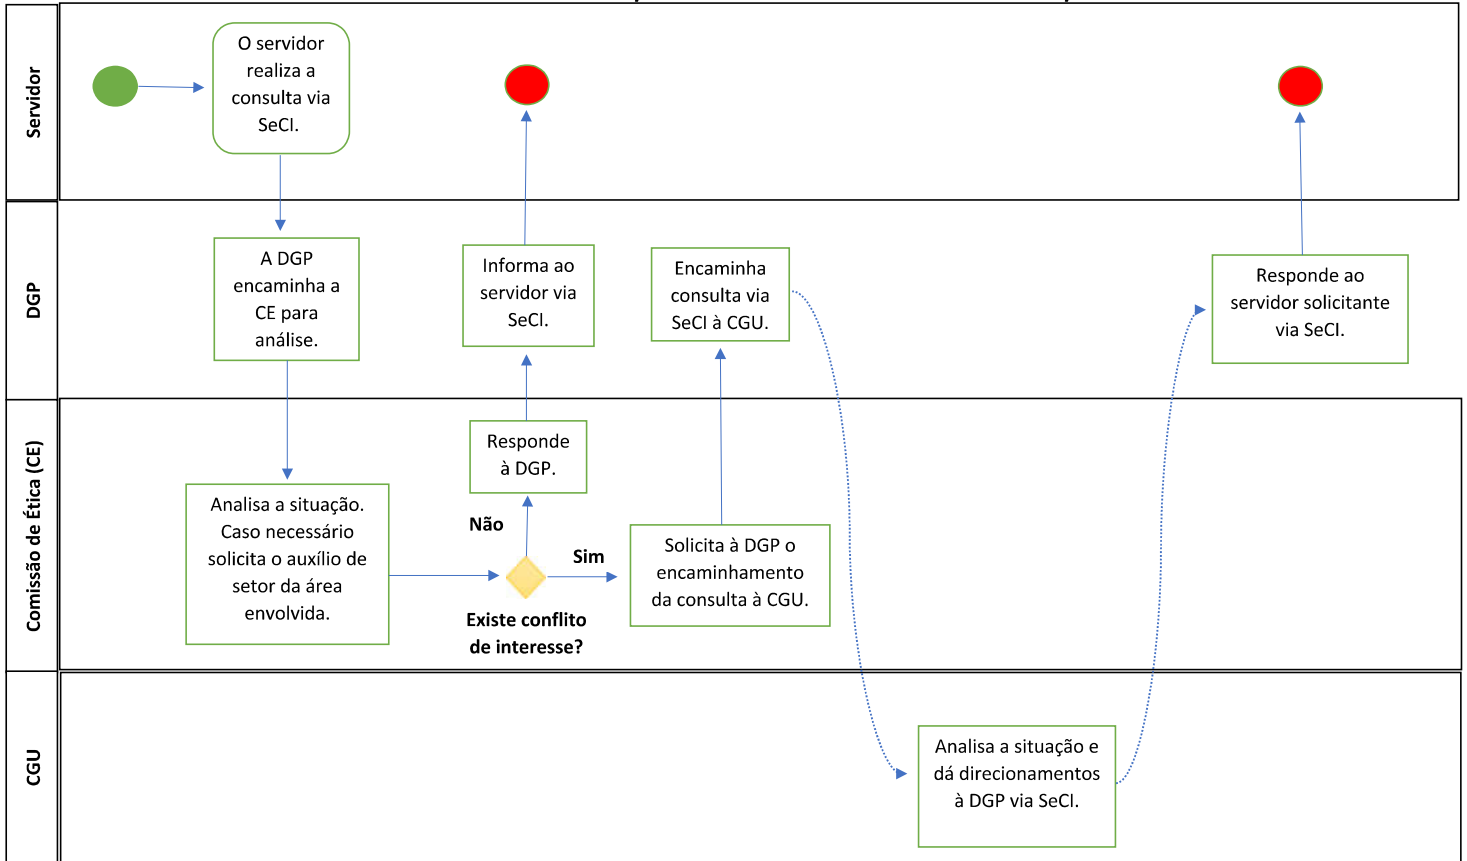 Servidor
O servidor
realiza a
consulta via
SeCI.
DGP
A DGP
encaminha a
CE para
análise.
Informa ao
servidor via
SeCI.
Encaminha
consulta via
SeCI à CGU.
Responde ao
servidor solicitante
via SeCI.
Comissão de Ética (CE)
Analisa a situação.
Caso necessário
solicita o auxílio de
setor da área
envolvida.
Responde
à DGP.
Não
Sim
Existe conflito
de interesse?
Solicita à DGP o
encaminhamento
da consulta à CGU.
CGU
Analisa a situação e
dá direcionamentos
à DGP via SeCI.